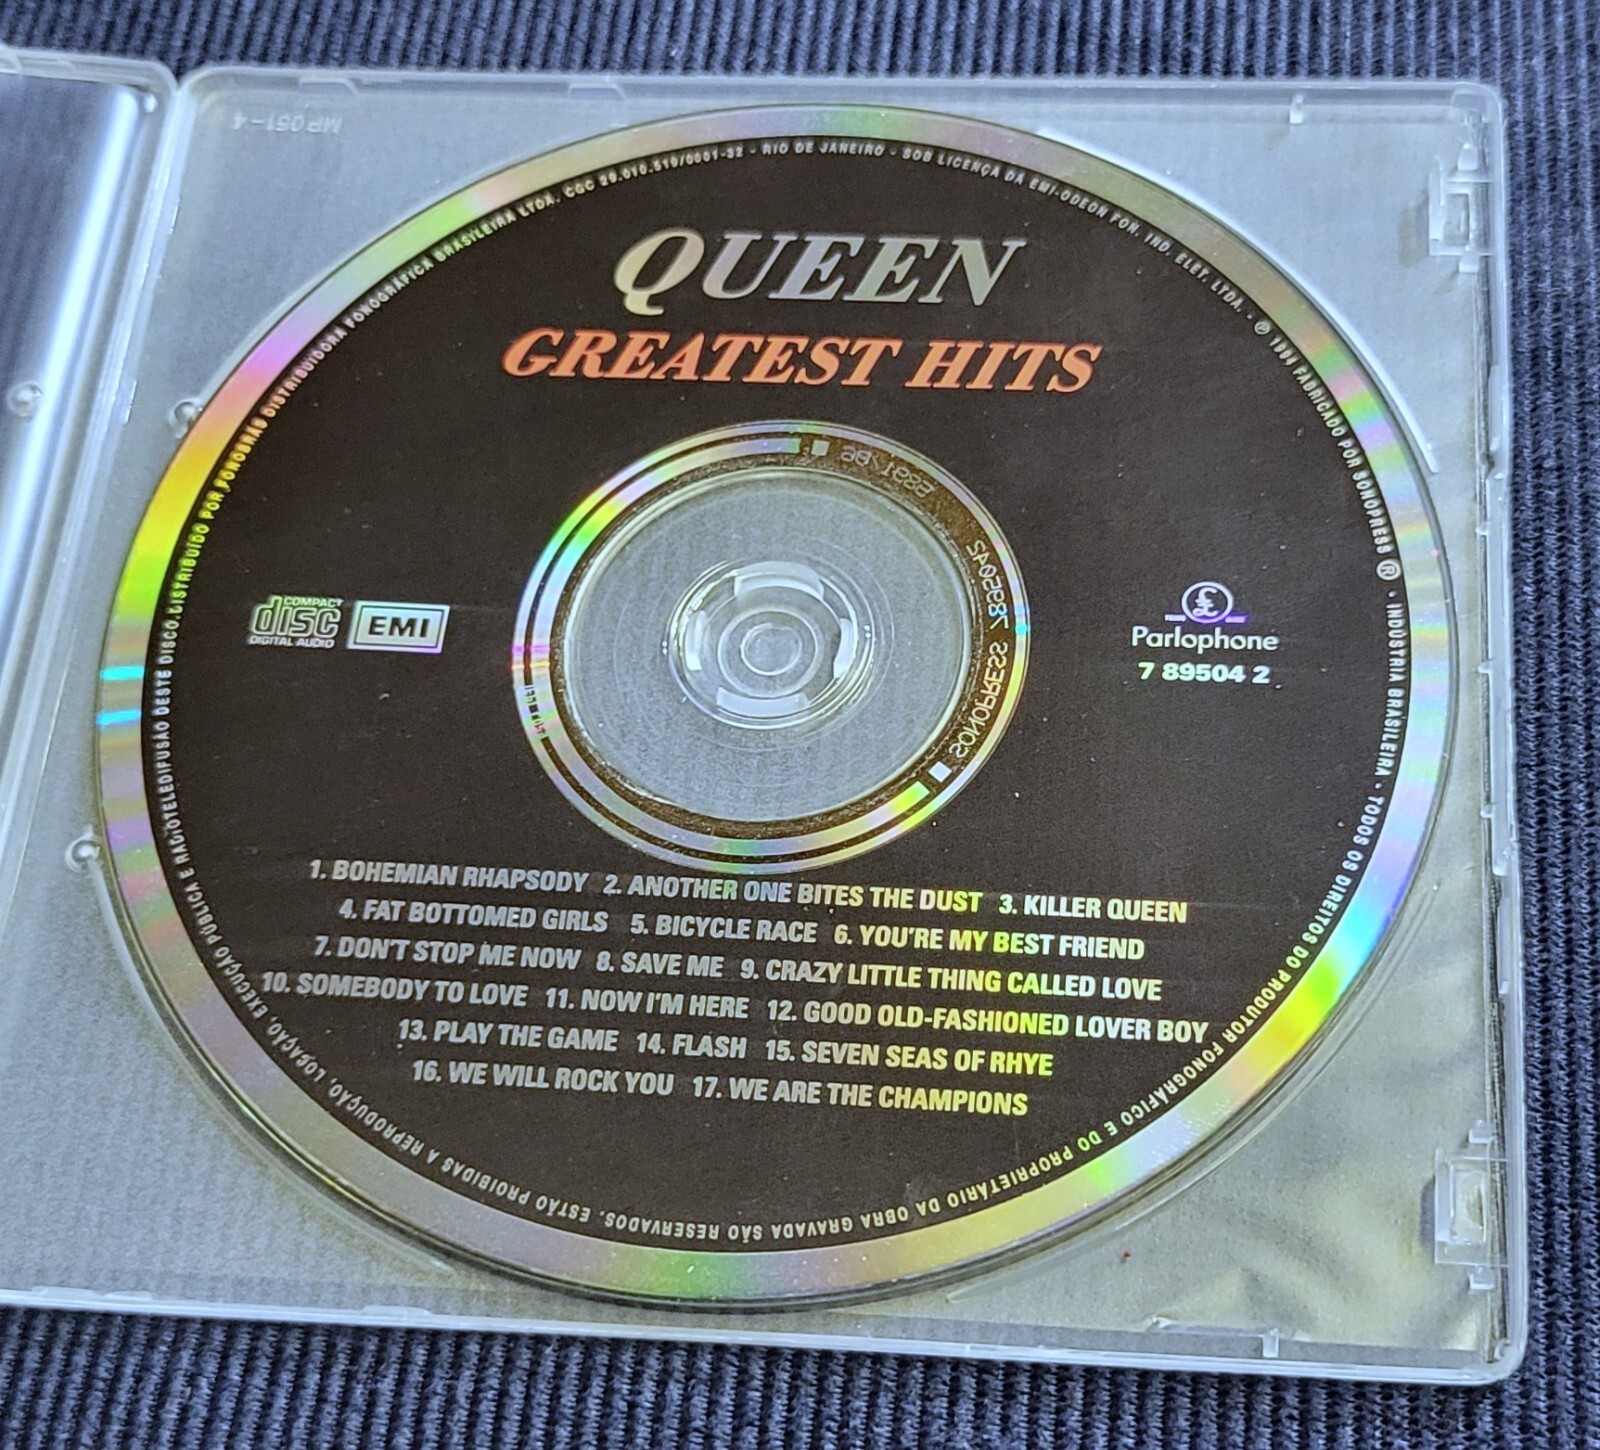 MP051-4
QUEEN
GREATEST HITS
COMPACT
disc
DIGITAL AUDIO
EMI
Parlophone
7 89504 2
SONOPRESS 7895042
1. BOHEMIAN RHAPSODY 2. ANOTHER ONE BITES THE DUST 3. KILLER QUEEN
4. FAT BOTTOMED GIRLS 5. BICYCLE RACE 6. YOU'RE MY BEST FRIEND
7. DON'T STOP ME NOW 8. SAVE ME 9. CRAZY LITTLE THING CALLED LOVE
10. SOMEBODY TO LOVE 11. NOW I'M HERE 12. GOOD OLD-FASHIONED LOVER BOY
13. PLAY THE GAME 14. FLASH 15. SEVEN SEAS OF RHYE
16. WE WILL ROCK YOU 17. WE ARE THE CHAMPIONS
INDÚSTRIA BRASILEIRA • TODOS OS DIREITOS DO PRODUTOR FONOGRÁFICO E DO PROPRIETÁRIO DA OBRA GRAVADA SÃO RESERVADOS. ESTÃO PROIBIDAS A REPRODUÇÃO, LOCAÇÃO, EXECUÇÃO PÚBLICA E RADIOTELEDIFUSÃO DESTE DISCO. DISTRIBUÍDO POR FONOBRÁS DISTRIBUIDORA FONOGRÁFICA BRASILEIRA LTDA. CGC - RIO DE JANEIRO - SOB LICENÇA DA EMI-ODEON FON. IND. ELET. LTDA. - ℗ FABRICADO POR SONOPRESS ®